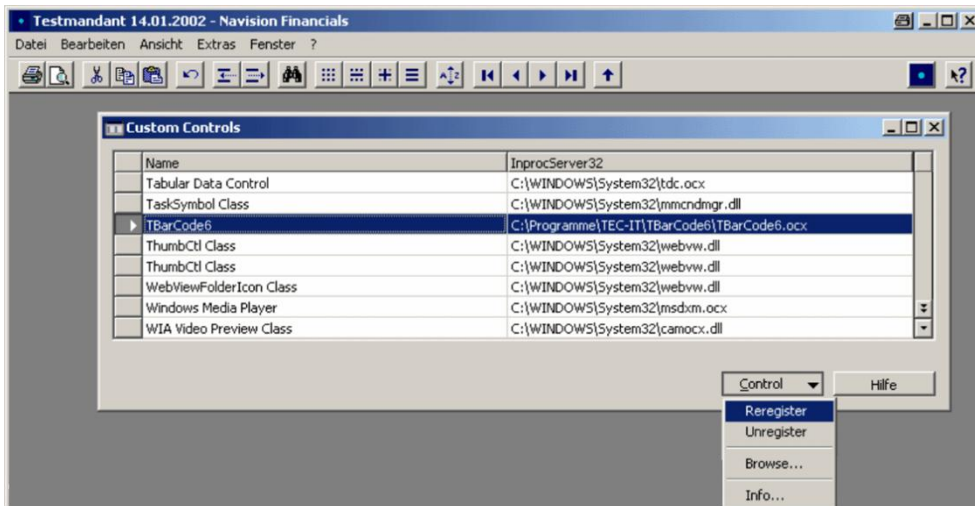 Testmandant 14.01.2002 - Navision Financials
Datei Bearbeiten Ansicht Extras Fenster ?
Custom Controls
Name InprocServer32
Tabular Data Control C:\WINDOWS\System32\tdc.ocx
TaskSymbol Class C:\WINDOWS\System32\mmcndmgr.dll
TBarCode6 C:\Programme\TEC-IT\TBarCode6\TBarCode6.ocx
ThumbCtl Class C:\WINDOWS\System32\webvw.dll
ThumbCtl Class C:\WINDOWS\System32\webvw.dll
WebViewFolderIcon Class C:\WINDOWS\System32\webvw.dll
Windows Media Player C:\WINDOWS\System32\msdxm.ocx
WIA Video Preview Class C:\WINDOWS\System32\camocx.dll
Control Hilfe
Reregister
Unregister
Browse...
Info...